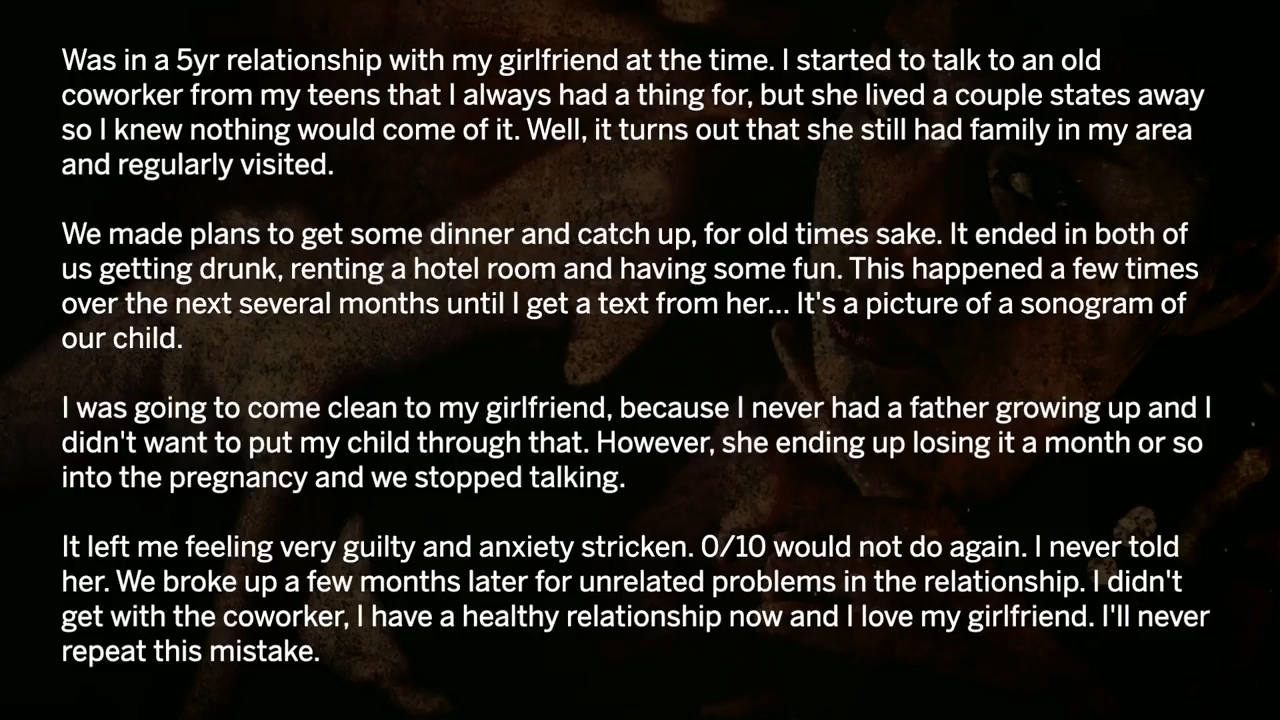 Was in a 5yr relationship with my girlfriend at the time. I started to talk to an old
coworker from my teens that I always had a thing for, but she lived a couple states away
so I knew nothing would come of it. Well, it turns out that she still had family in my area
and regularly visited.
We made plans to get some dinner and catch up, for old times sake. It ended in both of
us getting drunk, renting a hotel room and having some fun. This happened a few times
over the next several months until I get a text from her... It's a picture of a sonogram of
our child.
I was going to come clean to my girlfriend, because I never had a father growing up and I
didn't want to put my child through that. However, she ending up losing it a month or so
into the pregnancy and we stopped talking.
It left me feeling very guilty and anxiety stricken. 0/10 would not do again. I never told
her. We broke up a few months later for unrelated problems in the relationship. I didn't
get with the coworker, I have a healthy relationship now and I love my girlfriend. I'll never
repeat this mistake.